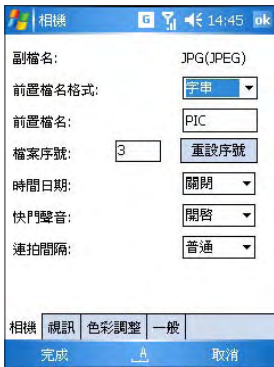 相機 G 14:45 ok
副檔名: JPG(JPEG)
前置檔名格式: 字串
前置檔名: PIC
檔案序號: 3 重設序號
時間日期: 關閉
快門聲音: 開啓
連拍間隔: 普通
相機 視訊 色彩調整 一般
完成 A 取消